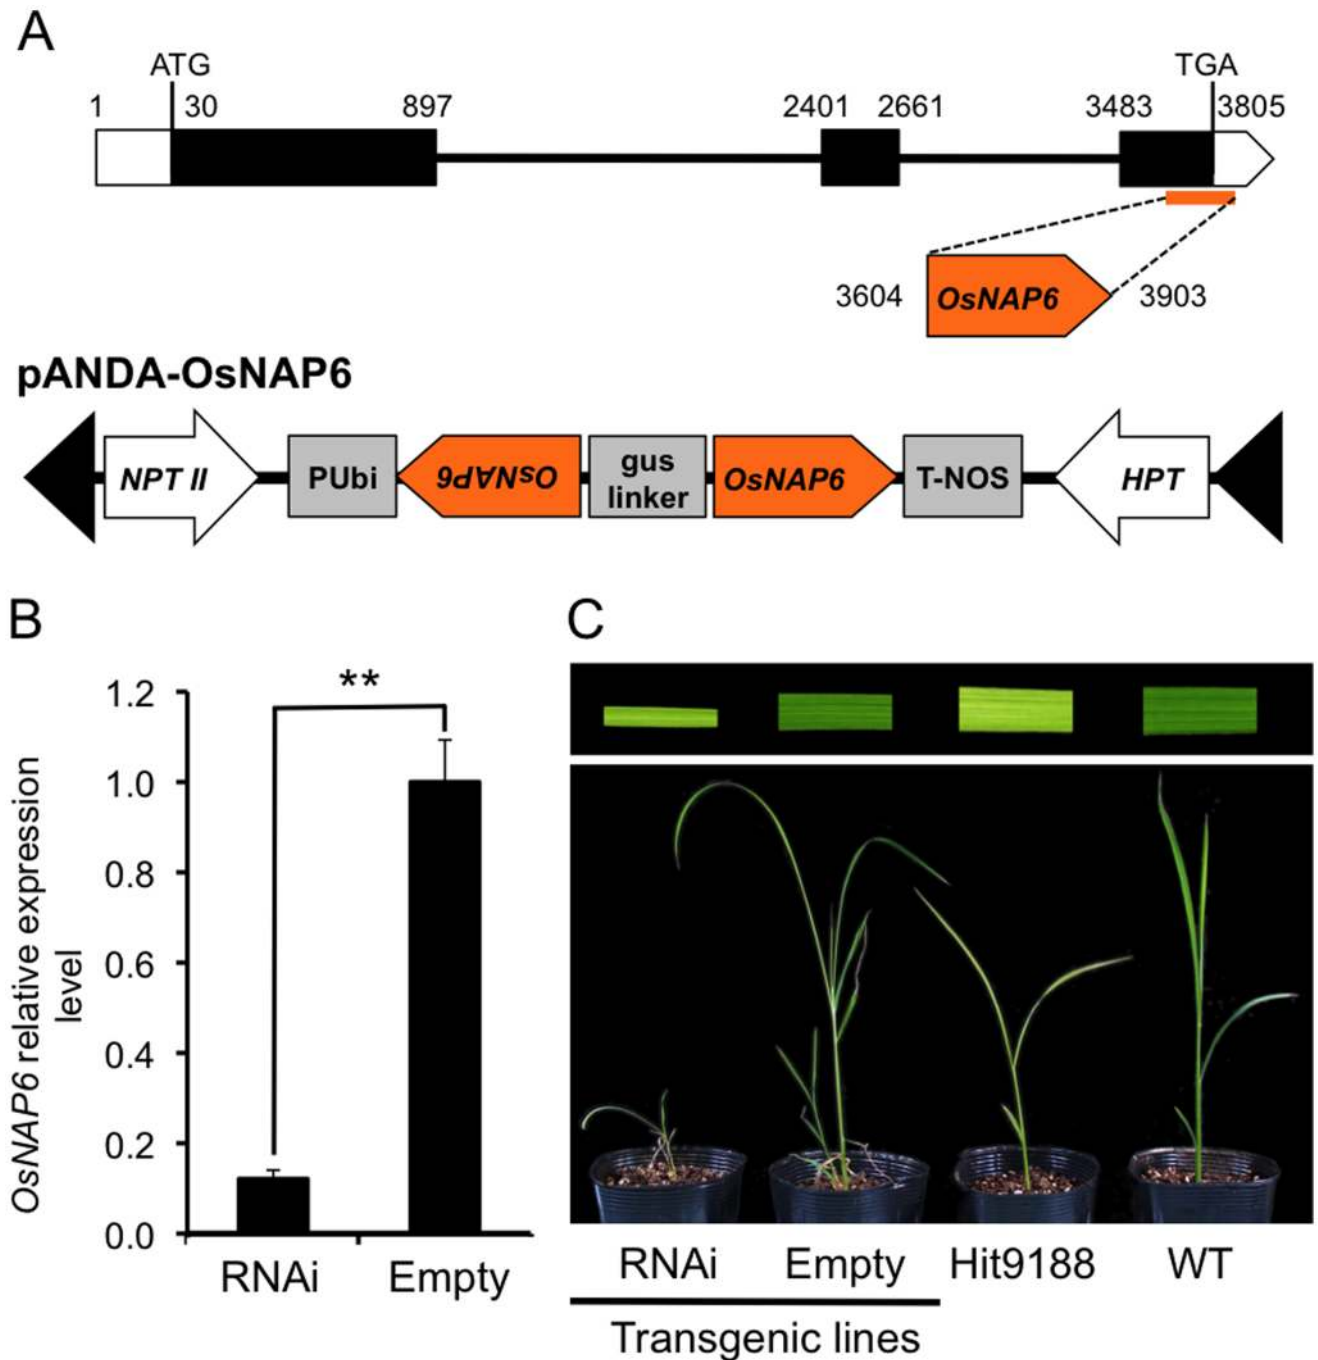 A
ATG TGA
1 30 897 2401 2661 3483 3805
3604 OsNAP6 3903
pANDA-OsNAP6
NPT II PUbi OsNAP6 gus linker OsNAP6 T-NOS HPT
B
**
1.2
1.0
0.8
0.6
0.4
0.2
0.0
OsNAP6 relative expression
level
RNAi Empty
C
RNAi Empty Hit9188 WT
Transgenic lines